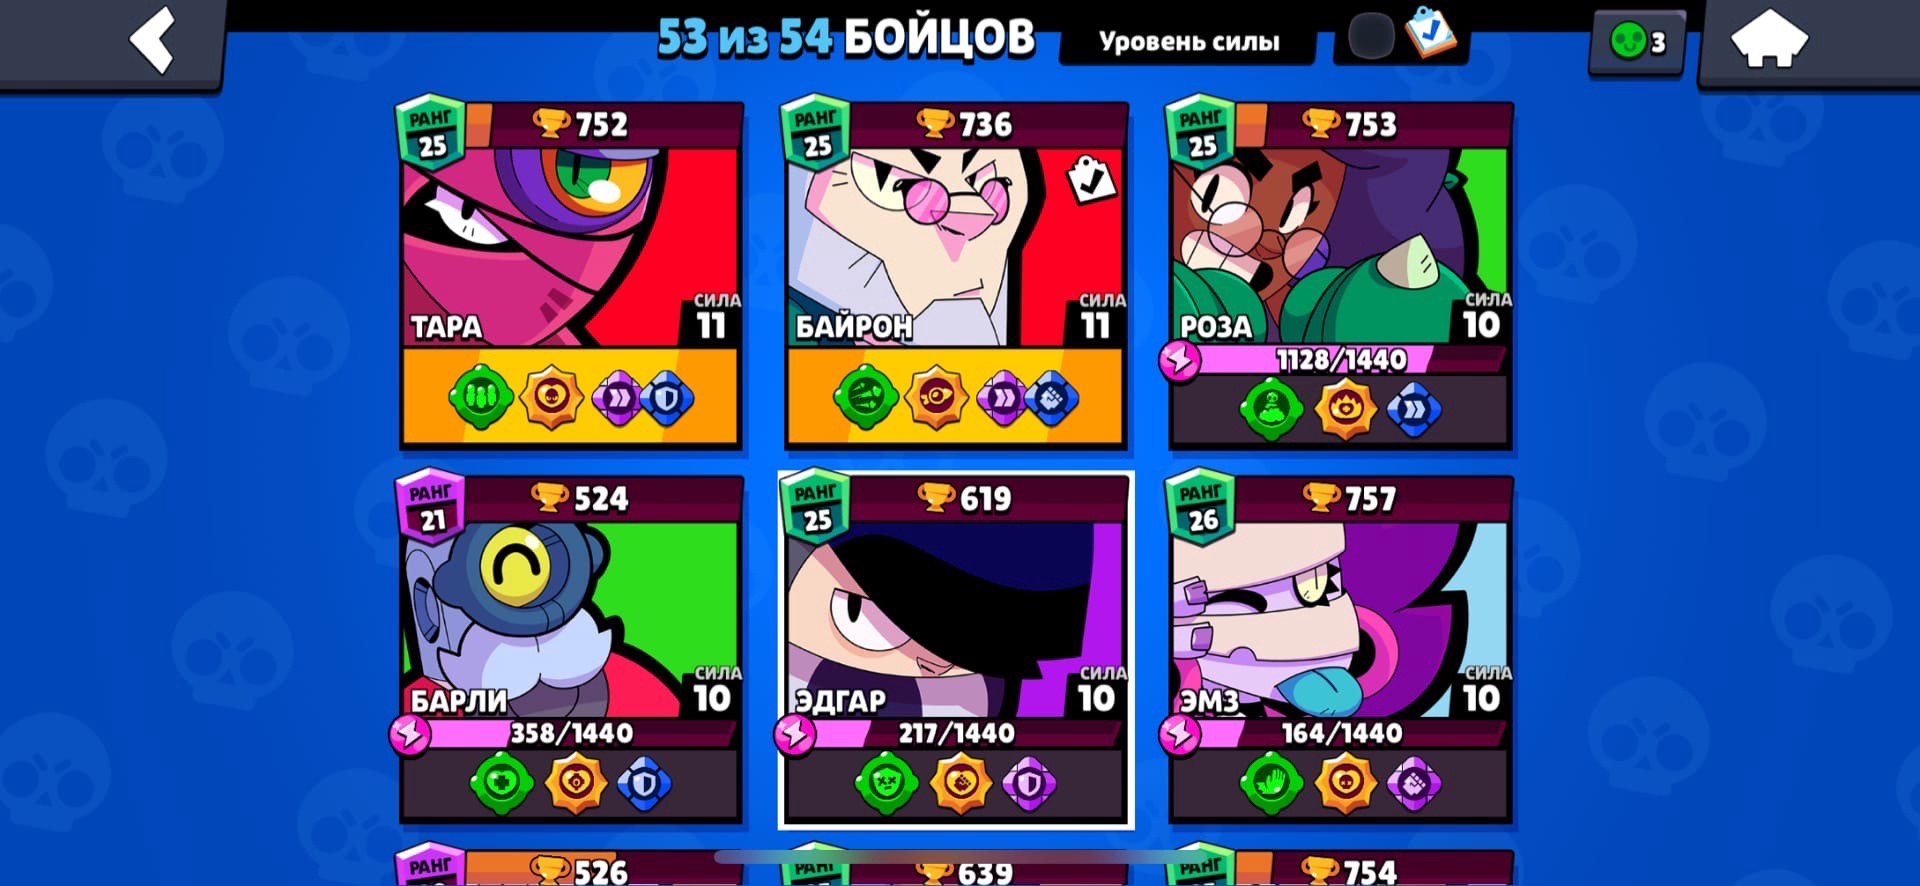 53 из 54 БОЙЦОВ
Уровень силы
3
РАНГ
25
752
ТАРА
СИЛА
11
РАНГ
25
736
БАЙРОН
СИЛА
11
РАНГ
25
753
РОЗА
СИЛА
10
1128/1440
РАНГ
21
524
БАРЛИ
СИЛА
10
358/1440
РАНГ
25
619
ЭДГАР
СИЛА
10
217/1440
РАНГ
26
757
ЭМЗ
СИЛА
10
164/1440
РАНГ
526
РАНГ
639
РАНГ
754